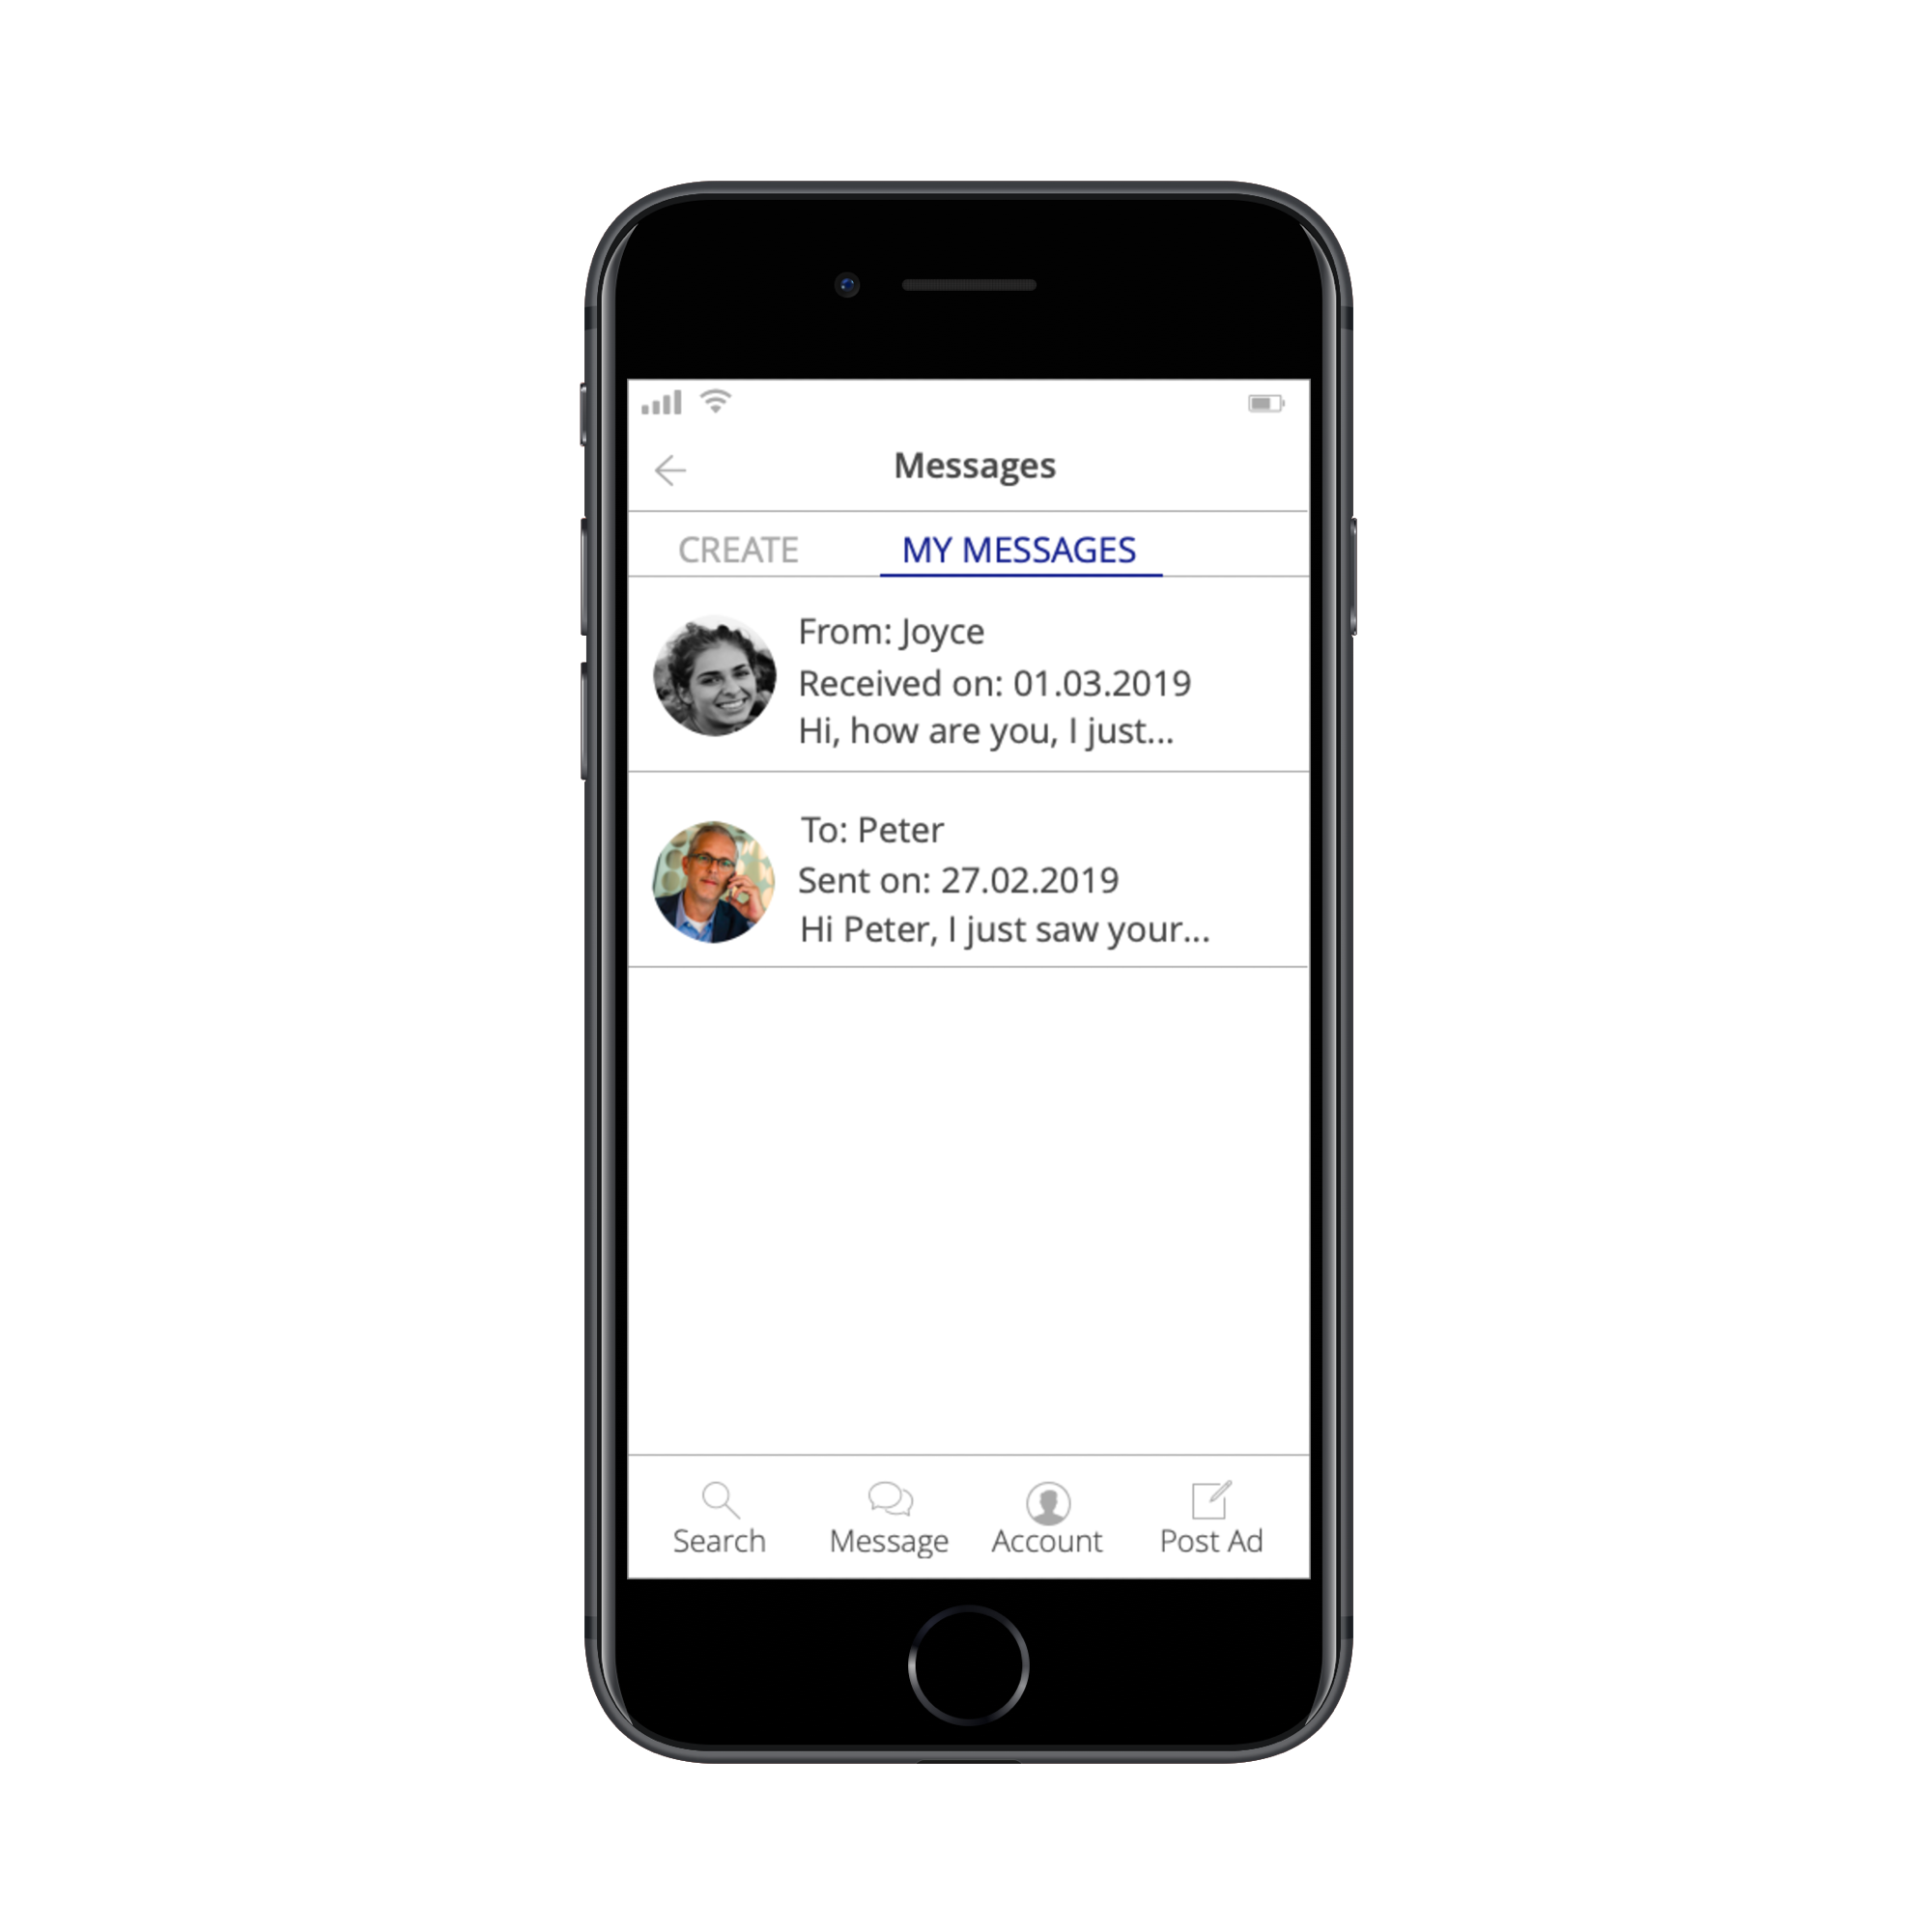 Messages
CREATE MY MESSAGES
From: Joyce
Received on: 01.03.2019
Hi, how are you, I just...
To: Peter
Sent on: 27.02.2019
Hi Peter, I just saw your...
Search Message Account Post Ad